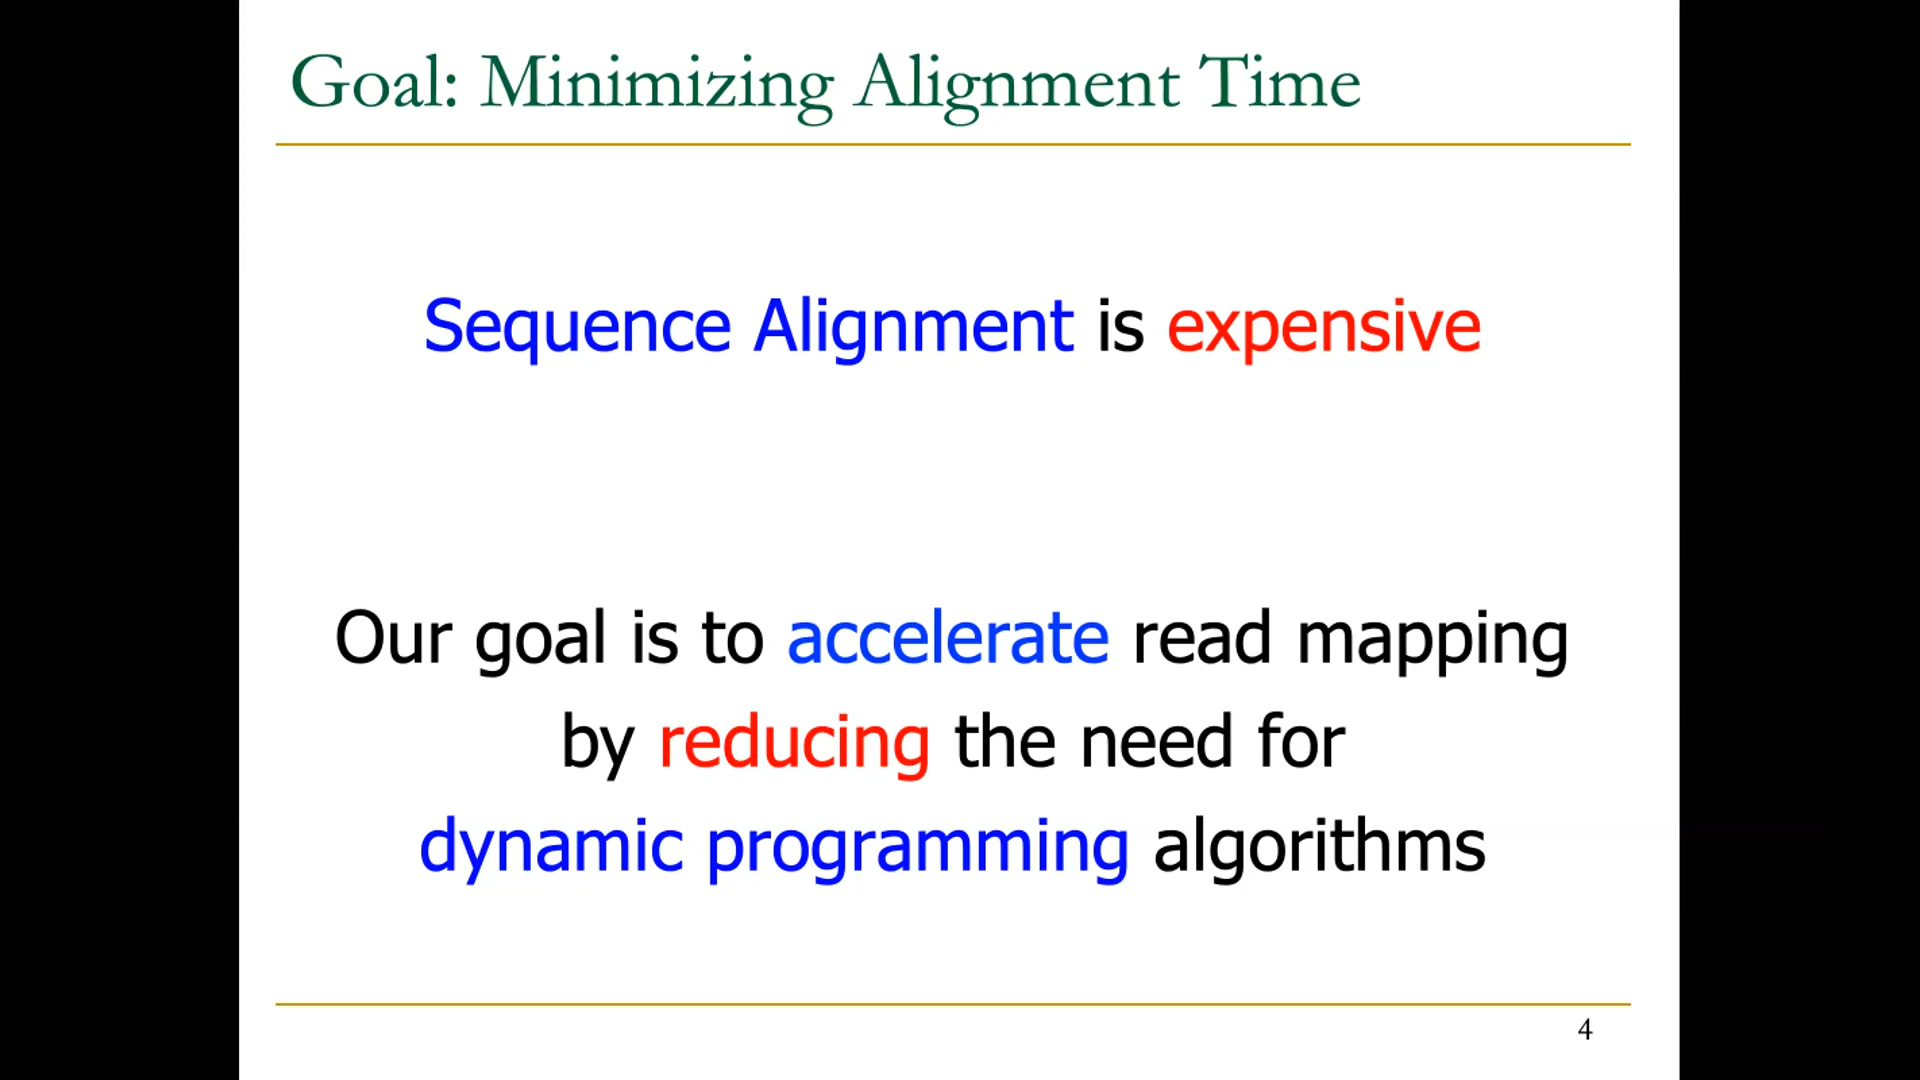 Goal: Minimizing Alignment Time
Sequence Alignment is expensive
Our goal is to accelerate read mapping
by reducing the need for
dynamic programming algorithms
4